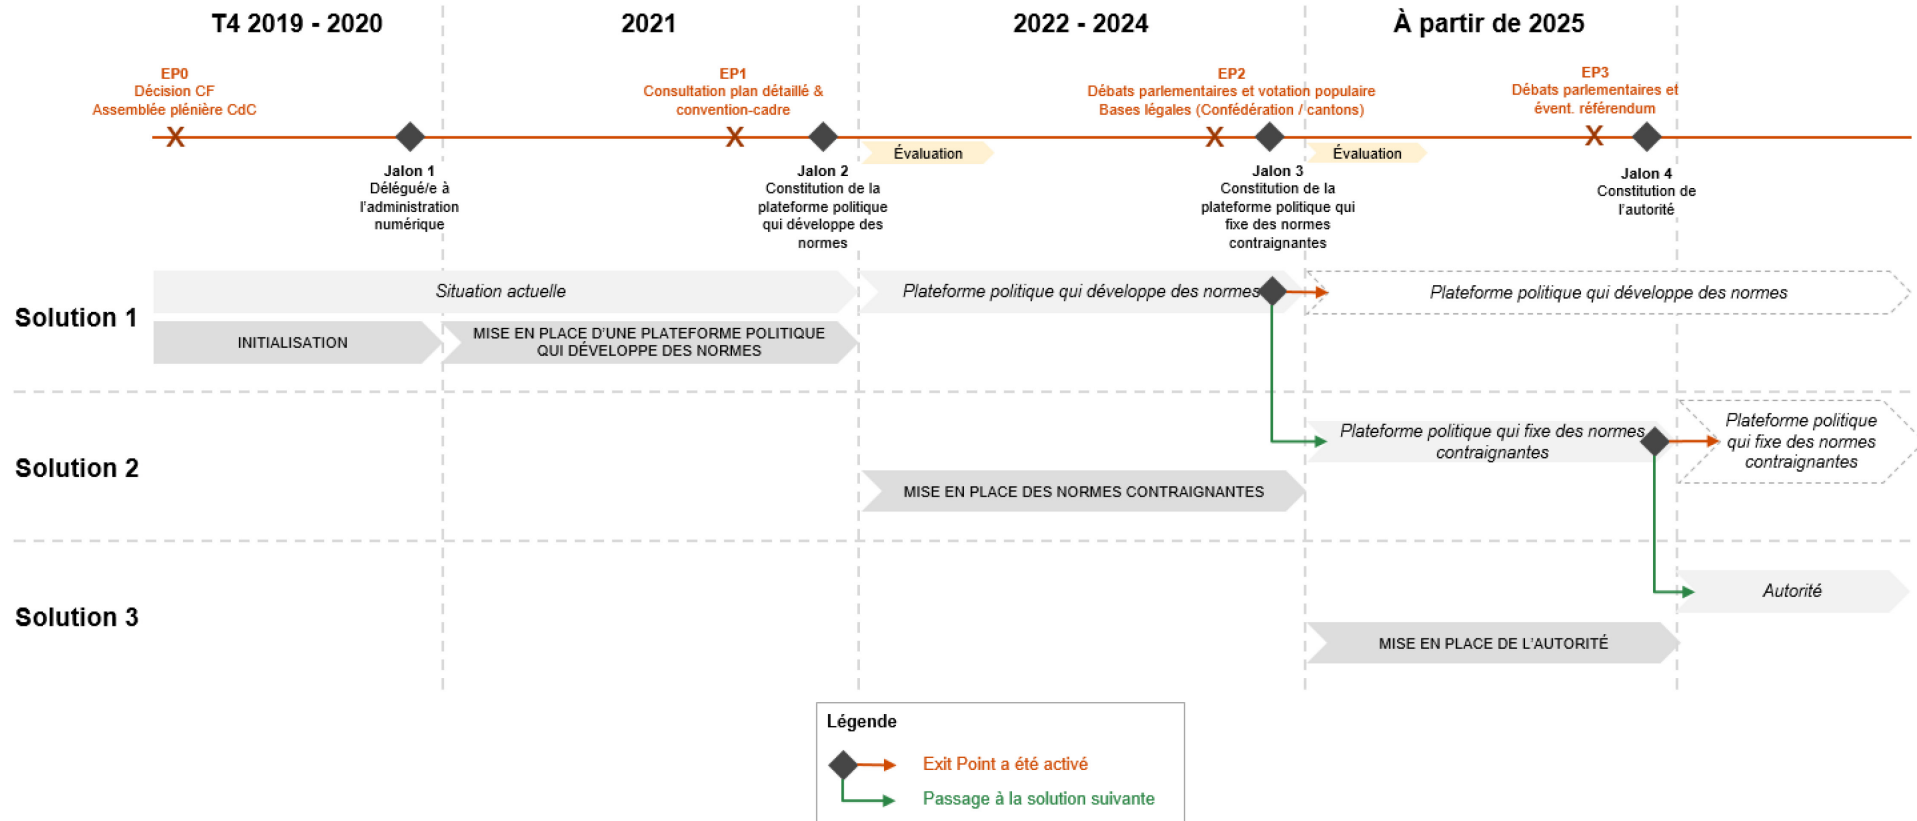 T4 2019 - 2020
2021
2022 - 2024
À partir de 2025
EP0
Décision CF
Assemblée plénière CdC
EP1
Consultation plan détaillé &
convention-cadre
EP2
Débats parlementaires et votation populaire
Bases légales (Confédération / cantons)
EP3
Débats parlementaires et
évent. référendum
Évaluation
Évaluation
Jalon 1
Délégué/e à
l'administration
numérique
Jalon 2
Constitution de la
plateforme politique
qui développe des
normes
Jalon 3
Constitution de la
plateforme politique qui
fixe des normes
contraignantes
Jalon 4
Constitution de
l'autorité
Solution 1
Situation actuelle
Plateforme politique qui développe des normes
Plateforme politique qui développe des normes
INITIALISATION
MISE EN PLACE D'UNE PLATEFORME POLITIQUE
QUI DÉVELOPPE DES NORMES
Solution 2
Plateforme politique qui fixe des normes
contraignantes
Plateforme politique
qui fixe des normes
contraignantes
MISE EN PLACE DES NORMES CONTRAIGNANTES
Solution 3
Autorité
MISE EN PLACE DE L'AUTORITÉ
Légende
Exit Point a été activé
Passage à la solution suivante